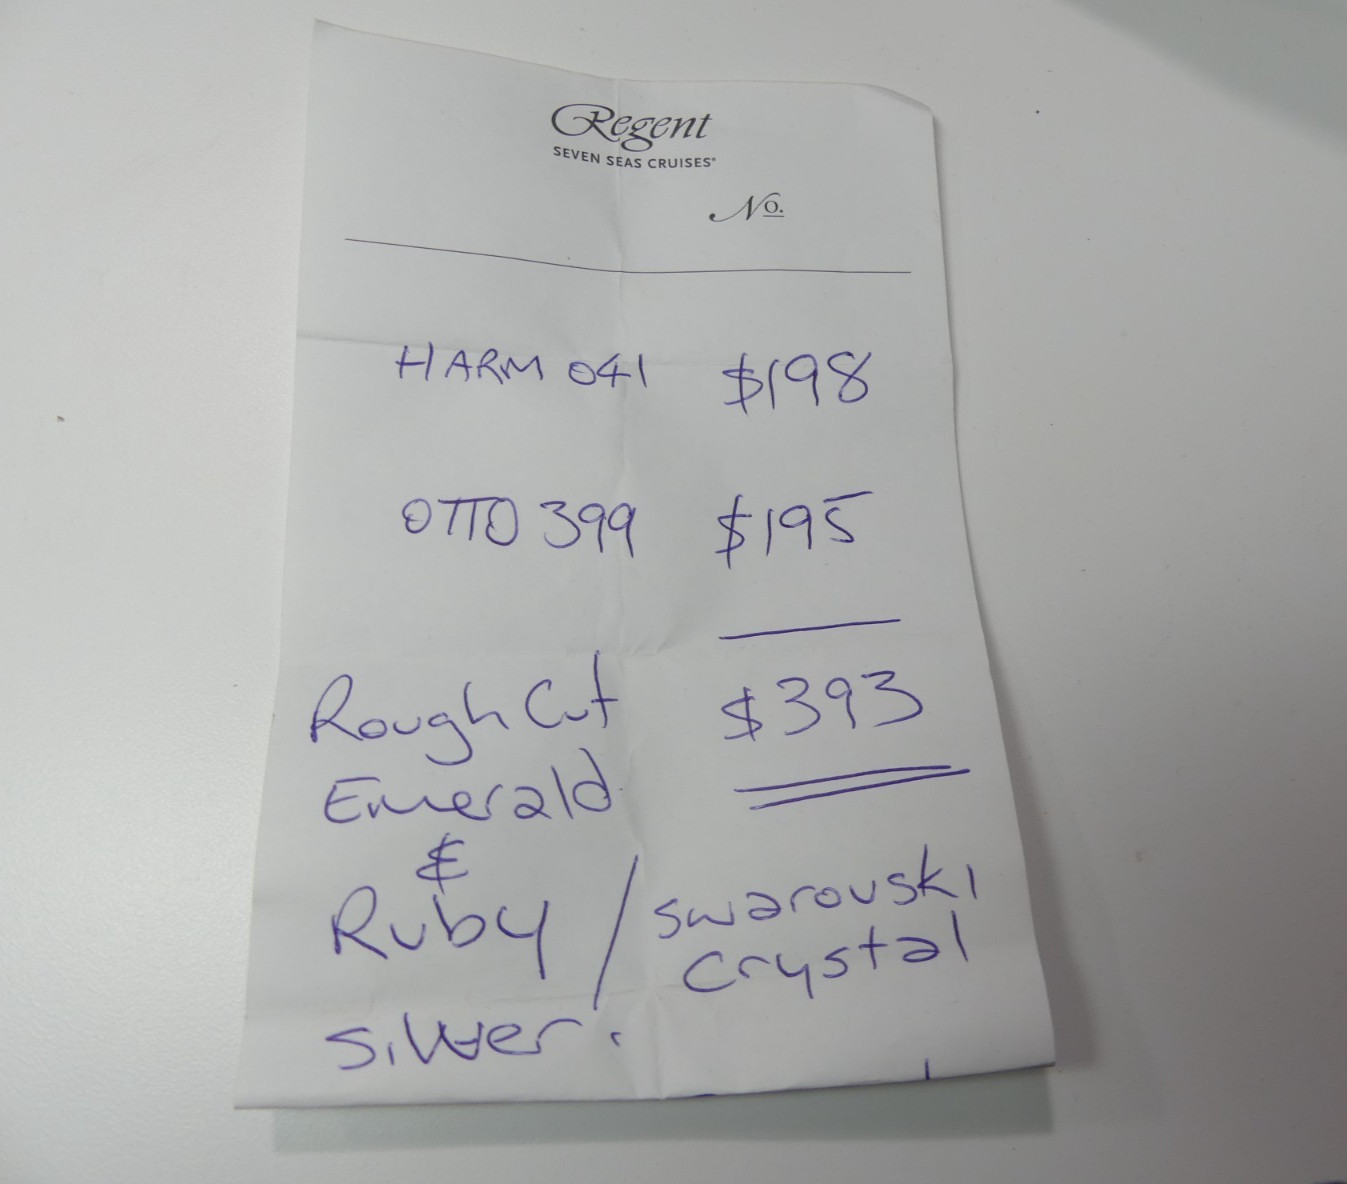 Regent
SEVEN SEAS CRUISES®
No.
HARM 041 $198
OTTO 399 $195
$393
Rough Cut
Emerald
&
Ruby / swarouski
crystal
silver.